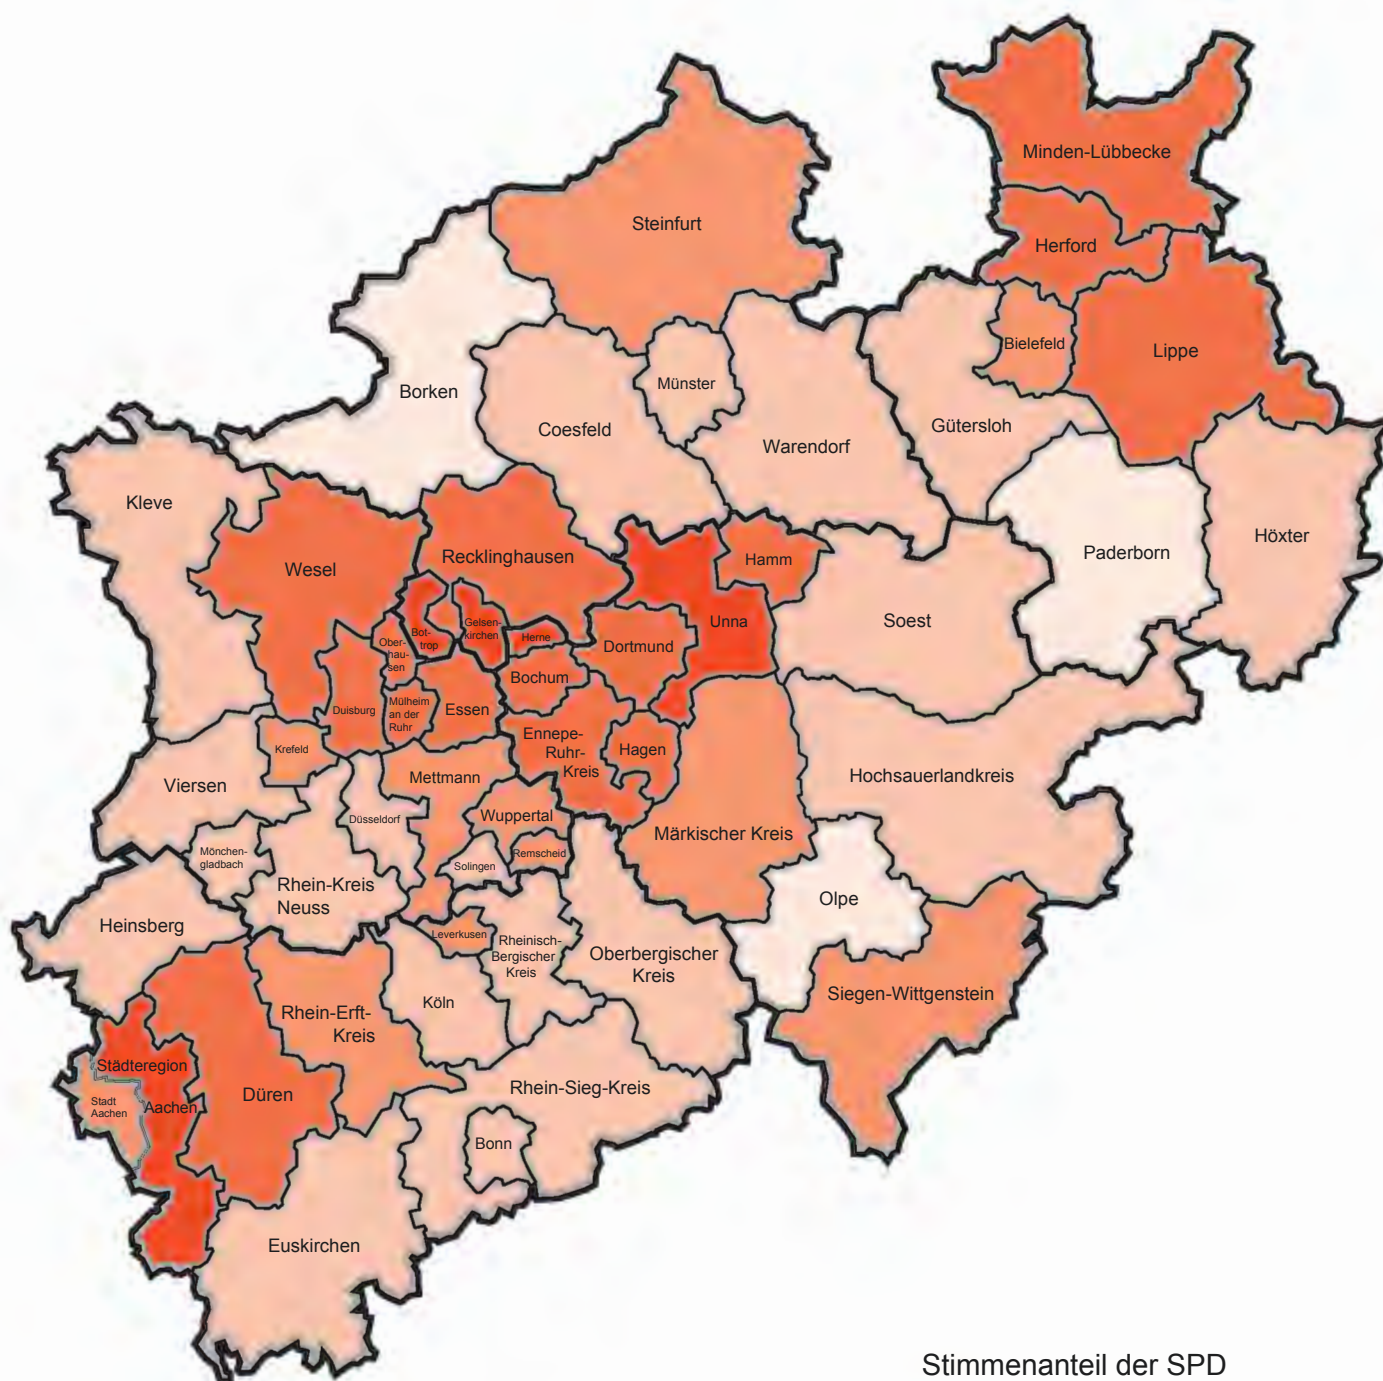 Minden-Lübbecke
Steinfurt
Herford
Bielefeld
Lippe
Münster
Borken
Coesfeld
Gütersloh
Warendorf
Kleve
Höxter
Paderborn
Recklinghausen
Hamm
Wesel
Soest
Unna
Gelsen-
kirchen
Bot-
trop
Herne
Ober-
hau-
sen
Dortmund
Bochum
Duisburg
Mülheim
an der
Ruhr
Essen
Ennepe-
Ruhr-
Kreis
Hagen
Krefeld
Mettmann
Hochsauerlandkreis
Viersen
Düsseldorf
Wuppertal
Märkischer Kreis
Mönchen-
gladbach
Remscheid
Solingen
Rhein-Kreis
Neuss
Olpe
Heinsberg
Leverkusen
Rheinisch-
Bergischer
Kreis
Oberbergischer
Kreis
Siegen-Wittgenstein
Köln
Rhein-Erft-
Kreis
Städteregion
Aachen
Stadt
Aachen
Düren
Rhein-Sieg-Kreis
Bonn
Euskirchen
Stimmenanteil der SPD